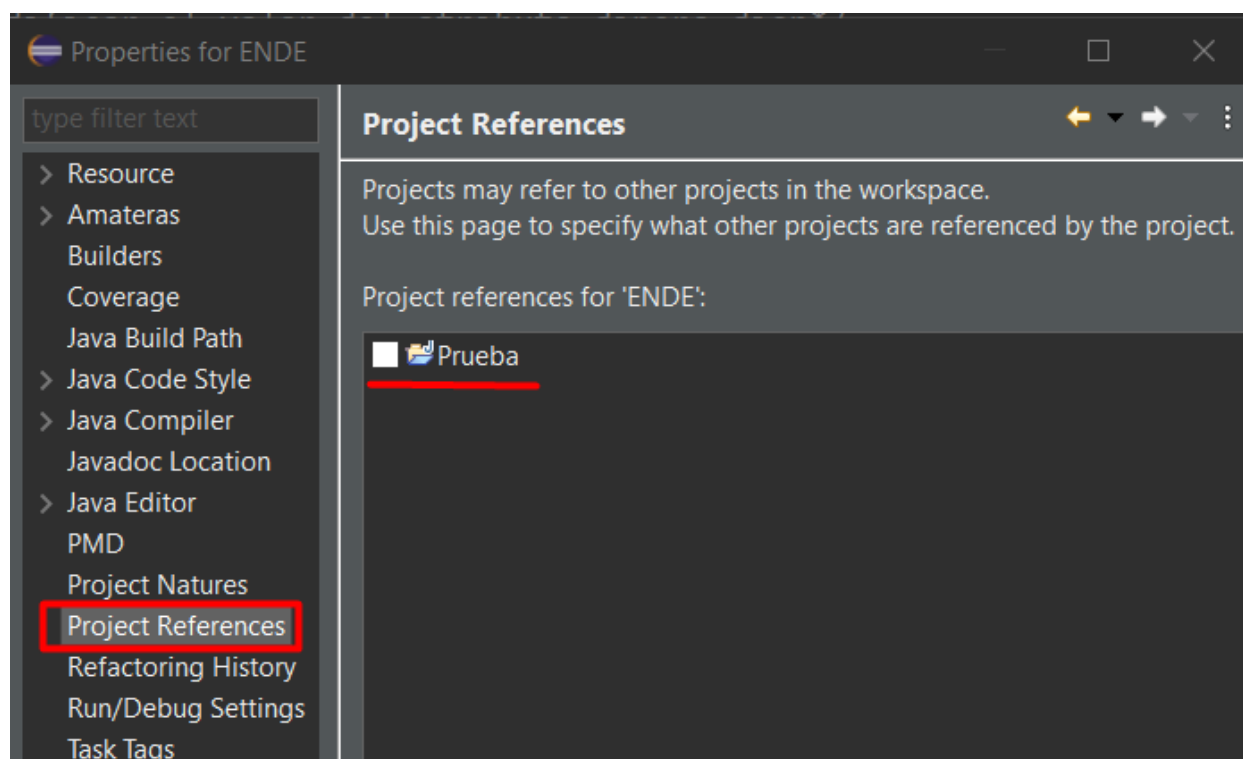 Properties for ENDE
type filter text
Resource
Amateras
Builders
Coverage
Java Build Path
Java Code Style
Java Compiler
Javadoc Location
Java Editor
PMD
Project Natures
Project References
Refactoring History
Run/Debug Settings
Task Tags
Project References
Projects may refer to other projects in the workspace.
Use this page to specify what other projects are referenced by the project.
Project references for 'ENDE':
Prueba